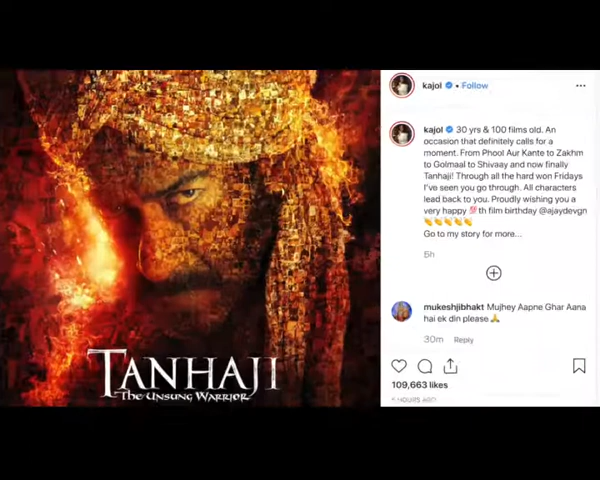 kajol • Follow
kajol 30 yrs & 100 films old. An
occasion that definitely calls for a
moment. From Phool Aur Kante to Zakhm
to Golmaal to Shivaay and now finally
Tanhaji! Through all the hard won Fridays
I've seen you go through. All characters
lead back to you. Proudly wishing you a
very happy 💯th film birthday @ajaydevgn
👏👏👏👏👏
Go to my story for more...
5h
mukeshjibhakt Mujhey Aapne Ghar Aana
hai ek din please 🙏
30m Reply
109,663 likes
5 HOURS AGO
TANHAJI
The Unsung Warrior